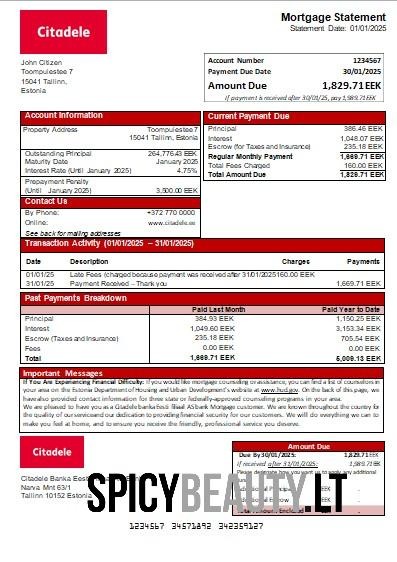 Citadele
Mortgage Statement
Statement Date: 01/01/2025
John Citizen
Toompuiestee 7
15041 Tallinn,
Estonia
Account Number 1234567
Payment Due Date 30/01/2025
Amount Due 1,829.71 EEK
If payment is received after 30/01/25, pay 1,989.71 EEK
Account Information
Property Address Toompuiestee 7
15041 Tallinn, Estonia
Outstanding Principal 264,776.43 EEK
Maturity Date January 2025
Interest Rate (Until January 2025) 4.75%
Prepayment Penalty
(Until January 2025) 3,500.00 EEK
Contact Us
By Phone: +372 770 0000
Online: www.citadele.ee
See back for mailing addresses
Current Payment Due
Principal 386.46 EEK
Interest 1,048.07 EEK
Escrow (for Taxes and Insurance) 235.18 EEK
Regular Monthly Payment 1,669.71 EEK
Total Fees Charged 160.00 EEK
Total Amount Due 1,829.71 EEK
Transaction Activity (01/01/2025 – 31/01/2025)
Date Description Charges Payments
01/01/25 Late Fees (charged because payment was received after 31/01/2025 160.00 EEK
31/01/25 Payment Received – Thank you 1,669.71 EEK
Past Payments Breakdown
Paid Last Month Paid Year to Date
Principal 384.93 EEK 1,150.25 EEK
Interest 1,049.60 EEK 3,153.34 EEK
Escrow (Taxes and Insurance) 235.18 EEK 705.54 EEK
Fees 0.00 EEK 0.00 EEK
Total 1,669.71 EEK 5,009.13 EEK
Important Messages
If You Are Experiencing Financial Difficulty: If you would like mortgage counseling or assistance, you can find a list of counselors in
your area on the Estonia Department of Housing and Urban Development's website at www.hud.gov. On the back of this page, we
have also provided contact information for three state or federally-approved counseling programs in your area.
We are pleased to have you as a Citadele banka Eesti filiaal AS bank Mortgage customer. We are known throughout the country for
the quality of our service and our dedication to providing financial security for our customers. We will do everything we can to
make you feel at home, and to ensure you receive the friendly, professional service you deserve.
Citadele
Citadele Banka Eesti
Narva Mnt 63/1
Tallinn 10152 Estonia
Amount Due
Due By 30/01/25: 1,829.71 EEK
If received after 31/01/25: 1,989.71 EEK
Please designate how you want us to apply any additional
Principal EEK
Escrow EEK
Total Amount Enclosed
SPICYBEAUTY.LT
1234567 34571892 342359127